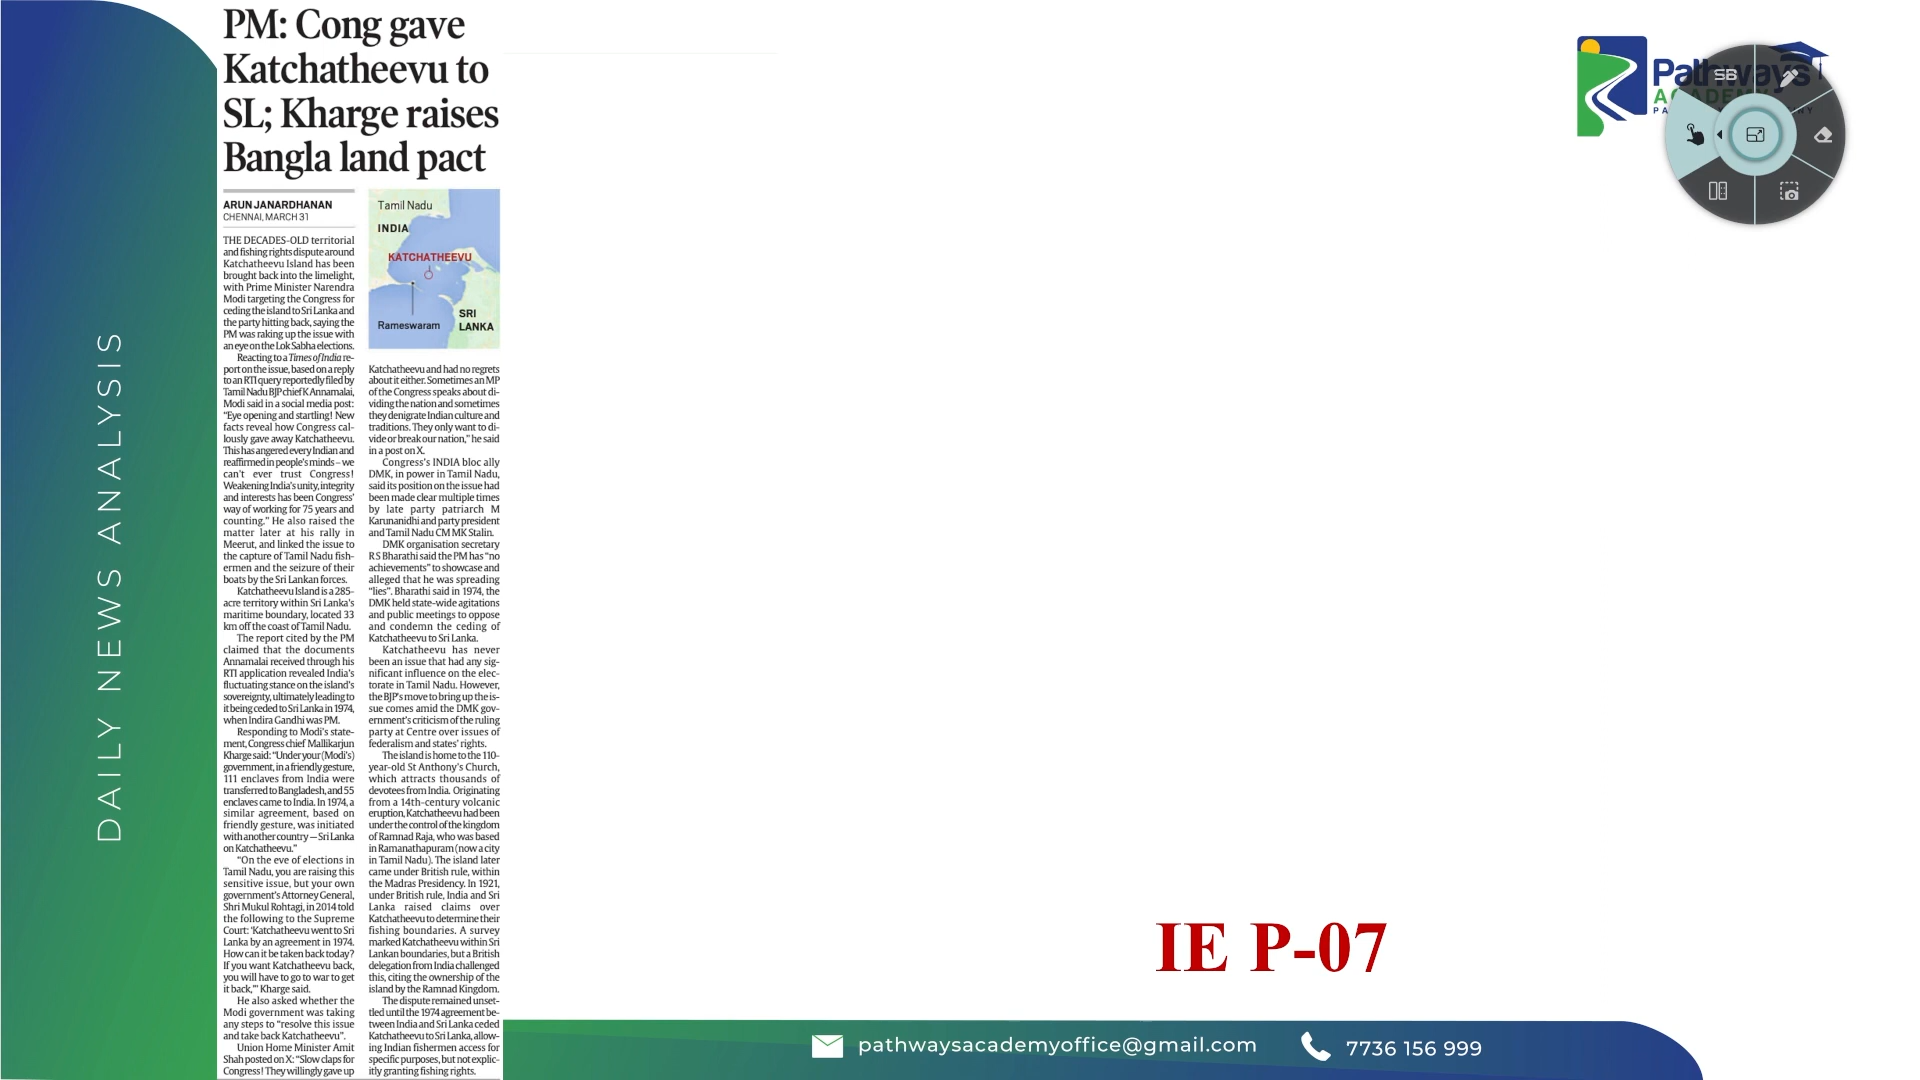 PM: Cong gave
Katchatheevu to
SL; Kharge raises
Bangla land pact
ARUN JANARDHANAN
CHENNAI, MARCH 31
THE DECADES-OLD territorial
and fishing rights dispute around
Katchatheevu Island has been
brought back into the limelight,
with Prime Minister Narendra
Modi targeting the Congress for
ceding the island to Sri Lanka and
the party hitting back, saying the
PM was raking up the issue with
an eye on the Lok Sabha elections.
Reacting to a Times of India re-
port on the issue, based on a reply
to an RTI query reportedly filed by
Tamil Nadu BJP chief K Annamalai,
Modi said in a social media post:
“Eye opening and startling! New
facts reveal how Congress cal-
lously gave away Katchatheevu.
This has angered every Indian and
reaffirmed in people’s minds – we
can’t ever trust Congress!
Weakening India’s unity, integrity
and interests has been Congress’
way of working for 75 years and
counting.” He also raised the
matter later at his rally in
Meerut, and linked the issue to
the capture of Tamil Nadu fish-
ermen and the seizure of their
boats by the Sri Lankan forces.
Katchatheevu Island is a 285-
acre territory within Sri Lanka’s
maritime boundary, located 33
km off the coast of Tamil Nadu.
The report cited by the PM
claimed that the documents
Annamalai received through his
RTI application revealed India’s
fluctuating stance on the island’s
sovereignty, ultimately leading to
it being ceded to Sri Lanka in 1974,
when Indira Gandhi was PM.
Responding to Modi’s state-
ment, Congress chief Mallikarjun
Kharge said: “Under your (Modi’s)
government, in a friendly gesture,
111 enclaves from India were
transferred to Bangladesh, and 55
enclaves came to India. In 1974, a
similar agreement, based on
friendly gesture, was initiated
with another country — Sri Lanka
on Katchatheevu.”
“On the eve of elections in
Tamil Nadu, you are raising this
sensitive issue, but your own
government’s Attorney General,
Shri Mukul Rohtagi, in 2014 told
the following to the Supreme
Court: ‘Katchatheevu went to Sri
Lanka by an agreement in 1974.
How can it be taken back today?
If you want Katchatheevu back,
you will have to go to war to get
it back,’” Kharge said.
He also asked whether the
Modi government was taking
any steps to “resolve this issue
and take back Katchatheevu”.
Union Home Minister Amit
Shah posted on X: “Slow claps for
Congress! They willingly gave up
Tamil Nadu
INDIA
KATCHATHEEVU
SRI
LANKA
Rameswaram
Katchatheevu and had no regrets
about it either. Sometimes an MP
of the Congress speaks about di-
viding the nation and sometimes
they denigrate Indian culture and
traditions. They only want to di-
vide or break our nation,” he said
in a post on X.
Congress’s INDIA bloc ally
DMK, in power in Tamil Nadu,
said its position on the issue had
been made clear multiple times
by late party patriarch M
Karunanidhi and party president
and Tamil Nadu CM MK Stalin.
DMK organisation secretary
R S Bharathi said the PM has “no
achievements” to showcase and
alleged that he was spreading
“lies”. Bharathi said in 1974, the
DMK held state-wide agitations
and public meetings to oppose
and condemn the ceding of
Katchatheevu to Sri Lanka.
Katchatheevu has never
been an issue that had any sig-
nificant influence on the elec-
torate in Tamil Nadu. However,
the BJP’s move to bring up the is-
sue comes amid the DMK gov-
ernment’s criticism of the ruling
party at Centre over issues of
federalism and states’ rights.
The island is home to the 110-
year-old St Anthony’s Church,
which attracts thousands of
devotees from India. Originating
from a 14th-century volcanic
eruption, Katchatheevu had been
under the control of the kingdom
of Ramnad Raja, who was based
in Ramanathapuram (now a city
in Tamil Nadu). The island later
came under British rule, within
the Madras Presidency. In 1921,
under British rule, India and Sri
Lanka raised claims over
Katchatheevu to determine their
fishing boundaries. A survey
marked Katchatheevu within Sri
Lankan boundaries, but a British
delegation from India challenged
this, citing the ownership of the
island by the Ramnad Kingdom.
The dispute remained unset-
tled until the 1974 agreement be-
tween India and Sri Lanka ceded
Katchatheevu to Sri Lanka, allow-
ing Indian fishermen access for
specific purposes, but not explic-
itly granting fishing rights.
DAILY NEWS ANALYSIS
Pathways
SB
IE P-07
pathwaysacademyoffice@gmail.com
7736 156 999